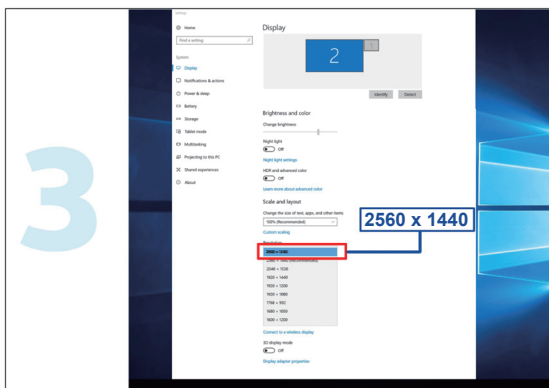 Settings
3
Home
Display
Find a setting
2
1
System
Display
Notifications & actions
Identify
Detect
Power & sleep
Battery
Brightness and color
Storage
Change brightness
Tablet mode
Multitasking
Night light
Off
Projecting to this PC
Night light settings
Shared experiences
HDR and advanced color
About
Off
Learn more about advanced color
Scale and layout
Change the size of text, apps, and other items
100% (Recommended)
Custom scaling
2560 x 1440
Resolution
2048 × 1536
1920 × 1440
1920 × 1200
1920 × 1080
1680 × 1050
1600 × 1200
Connect to a wireless display
3D display mode
Off
Display adapter properties